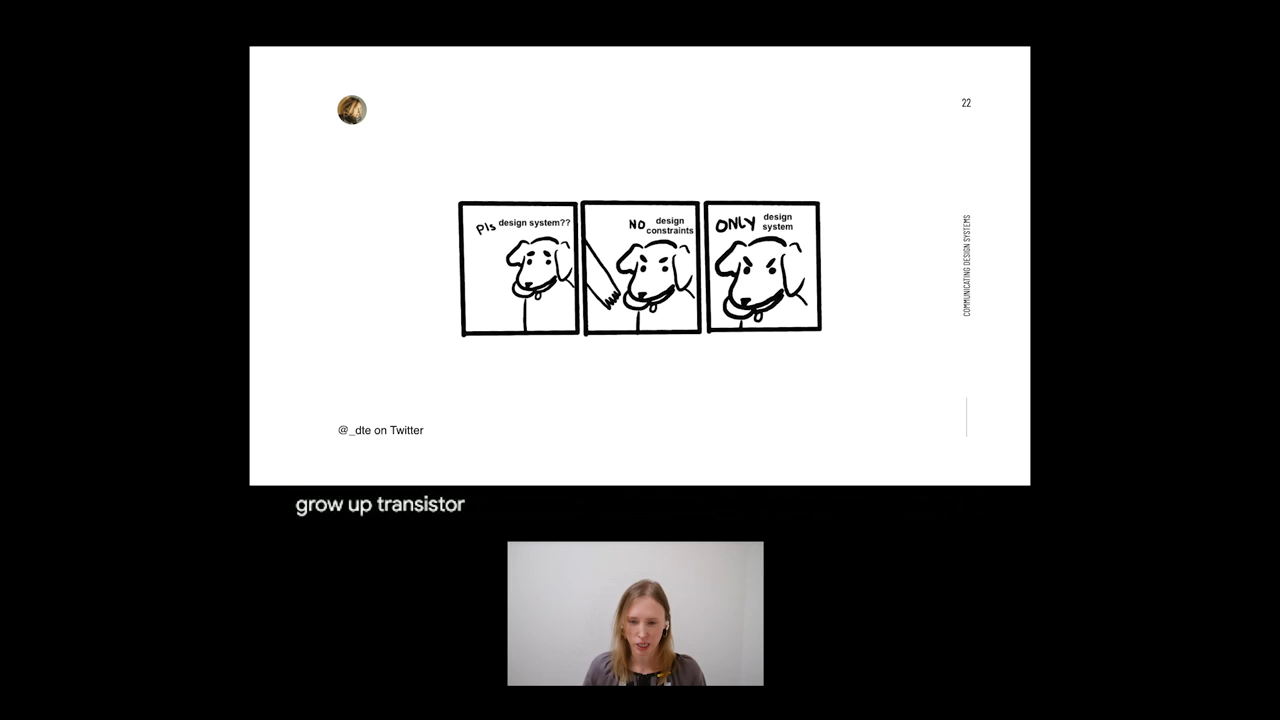 22
Pls design system??
NO design
constraints
ONLY design
system
COMMUNICATING DESIGN SYSTEMS
@_dte on Twitter
grow up transistor